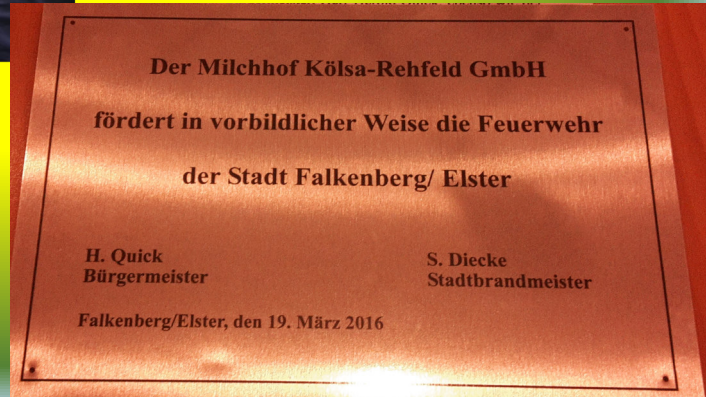 Der Milchhof Kölsa-Rehfeld GmbH
fördert in vorbildlicher Weise die Feuerwehr
der Stadt Falkenberg/ Elster
H. Quick
Bürgermeister
S. Diecke
Stadtbrandmeister
Falkenberg/Elster, den 19. März 2016